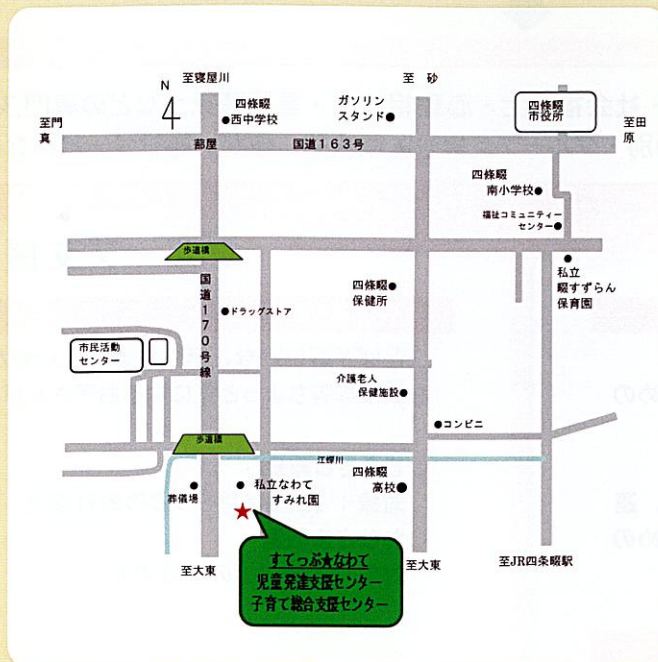 至寝屋川
至 砂
N
四條畷
西中学校
ガソリン
スタンド
四條畷
市役所
至門
真
至田
原
蔀屋
国道163号
四條畷
南小学校
福祉コミュニティー
センター
歩道橋
私立
畷すずらん
保育園
国道170号線
四條畷
保健所
ドラッグストア
市民活動
センター
介護老人
保健施設
コンビニ
歩道橋
江蝉川
葬儀場
私立なわて
すみれ園
四條畷
高校
至大東
すてっぷ★なわて
児童発達支援センター
子育て総合支援センター
至大東
至JR四条畷駅